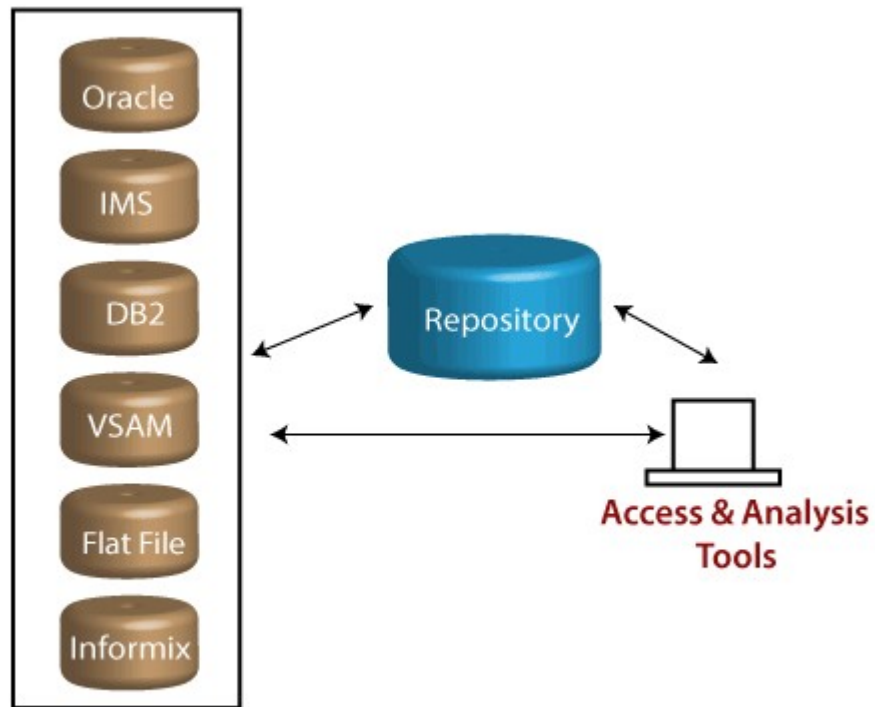 Oracle
IMS
DB2
VSAM
Flat File
Informix
Repository
Access & Analysis
Tools